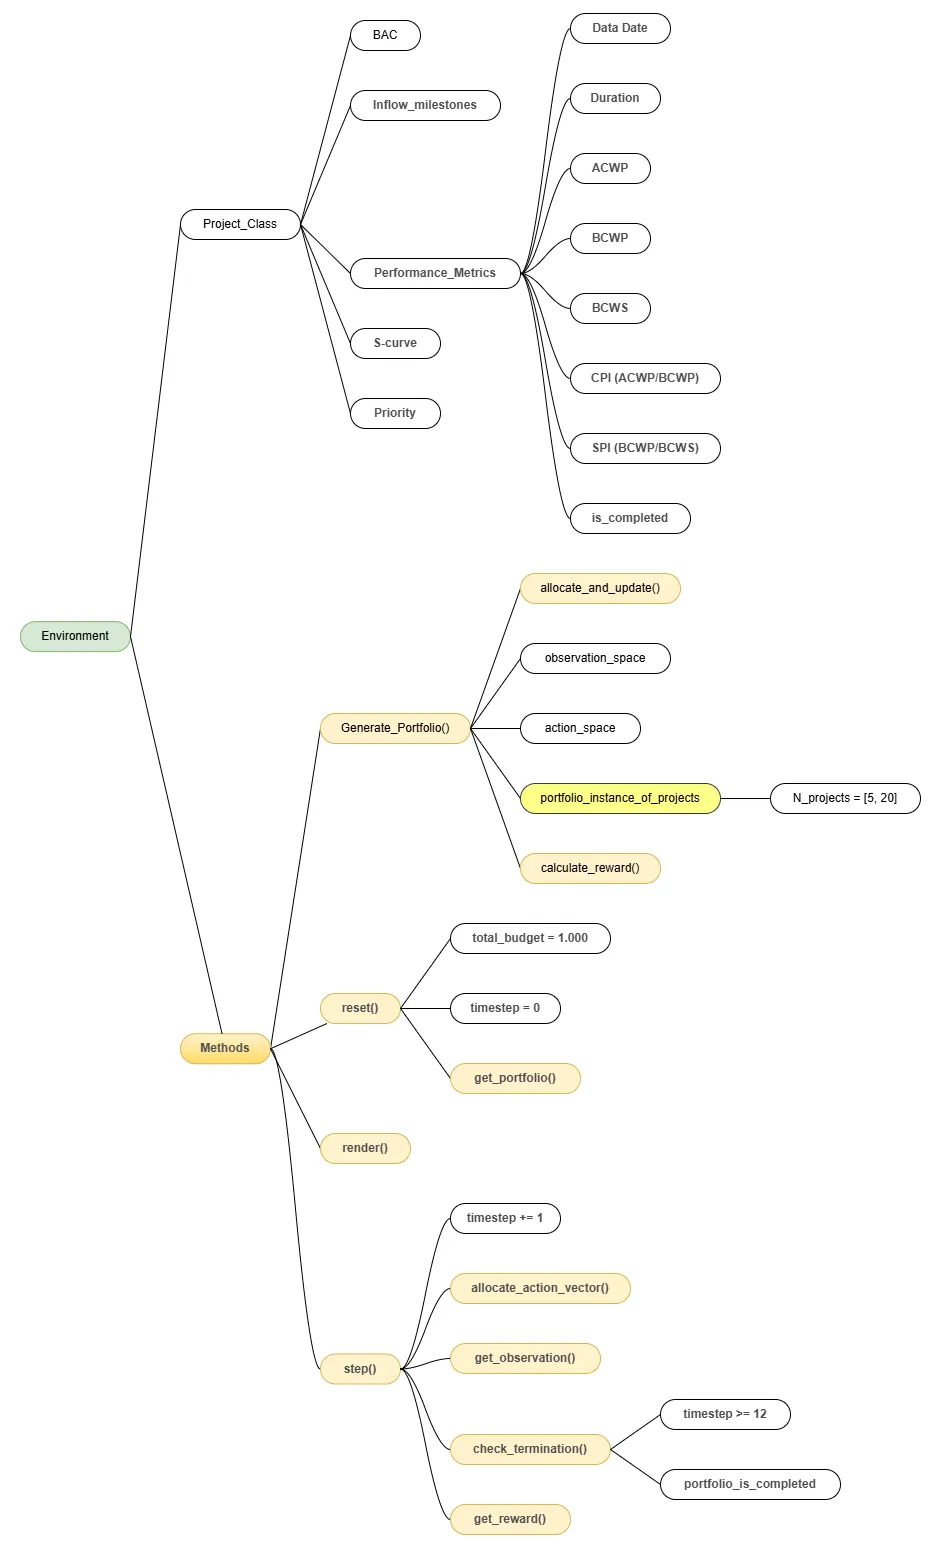 BAC
Inflow_milestones
Project_Class
Performance_Metrics
S-curve
Priority
Data Date
Duration
ACWP
BCWP
BCWS
CPI (ACWP/BCWP)
SPI (BCWP/BCWS)
is_completed
Environment
allocate_and_update()
observation_space
Generate_Portfolio()
action_space
portfolio_instance_of_projects
N_projects = [5, 20]
calculate_reward()
total_budget = 1.000
reset()
timestep = 0
get_portfolio()
Methods
render()
timestep += 1
allocate_action_vector()
get_observation()
step()
check_termination()
timestep >= 12
portfolio_is_completed
get_reward()